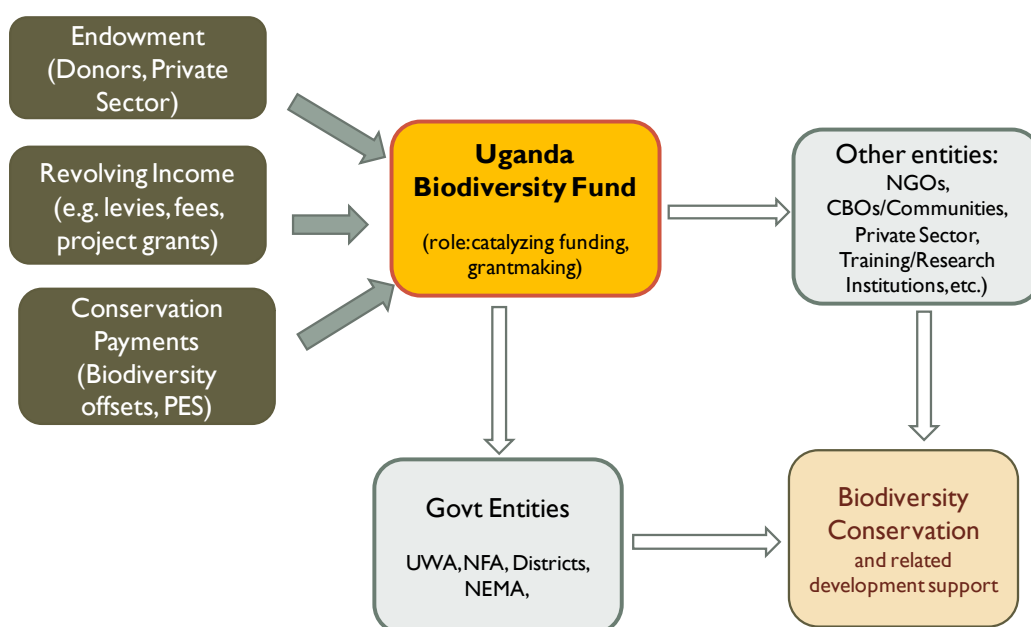 Endowment
(Donors, Private
Sector)
Revolving Income
(e.g. levies, fees,
project grants)
Conservation
Payments
(Biodiversity
offsets, PES)
Uganda
Biodiversity Fund
(role:catalyzing funding,
grantmaking)
Other entities:
NGOs,
CBOs/Communities,
Private Sector,
Training/Research
Institutions,etc.)
Govt Entities
UWA,NFA, Districts,
NEMA,
Biodiversity
Conservation
and related
development support